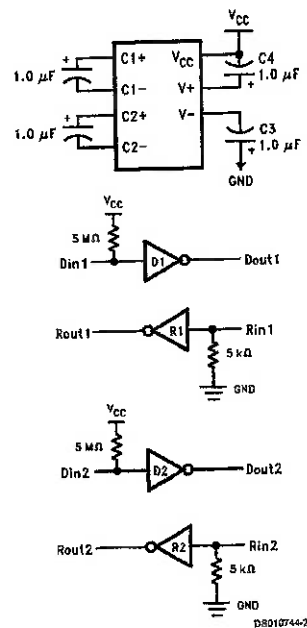 VCC
C1+
VCC
C4
1.0 µF
1.0 µF
C1-
V+
C2+
V-
C3
1.0 µF
1.0 µF
C2-
GND
VCC
5 MΩ
Din1
D1
Dout1
Rout1
R1
Rin1
5 kΩ
GND
VCC
5 MΩ
Din2
D2
Dout2
Rout2
R2
Rin2
5 kΩ
GND
DS010744-2